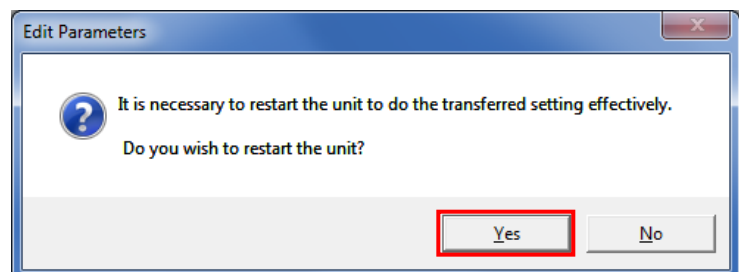 Edit Parameters
It is necessary to restart the unit to do the transferred setting effectively.
Do you wish to restart the unit?
Yes
No